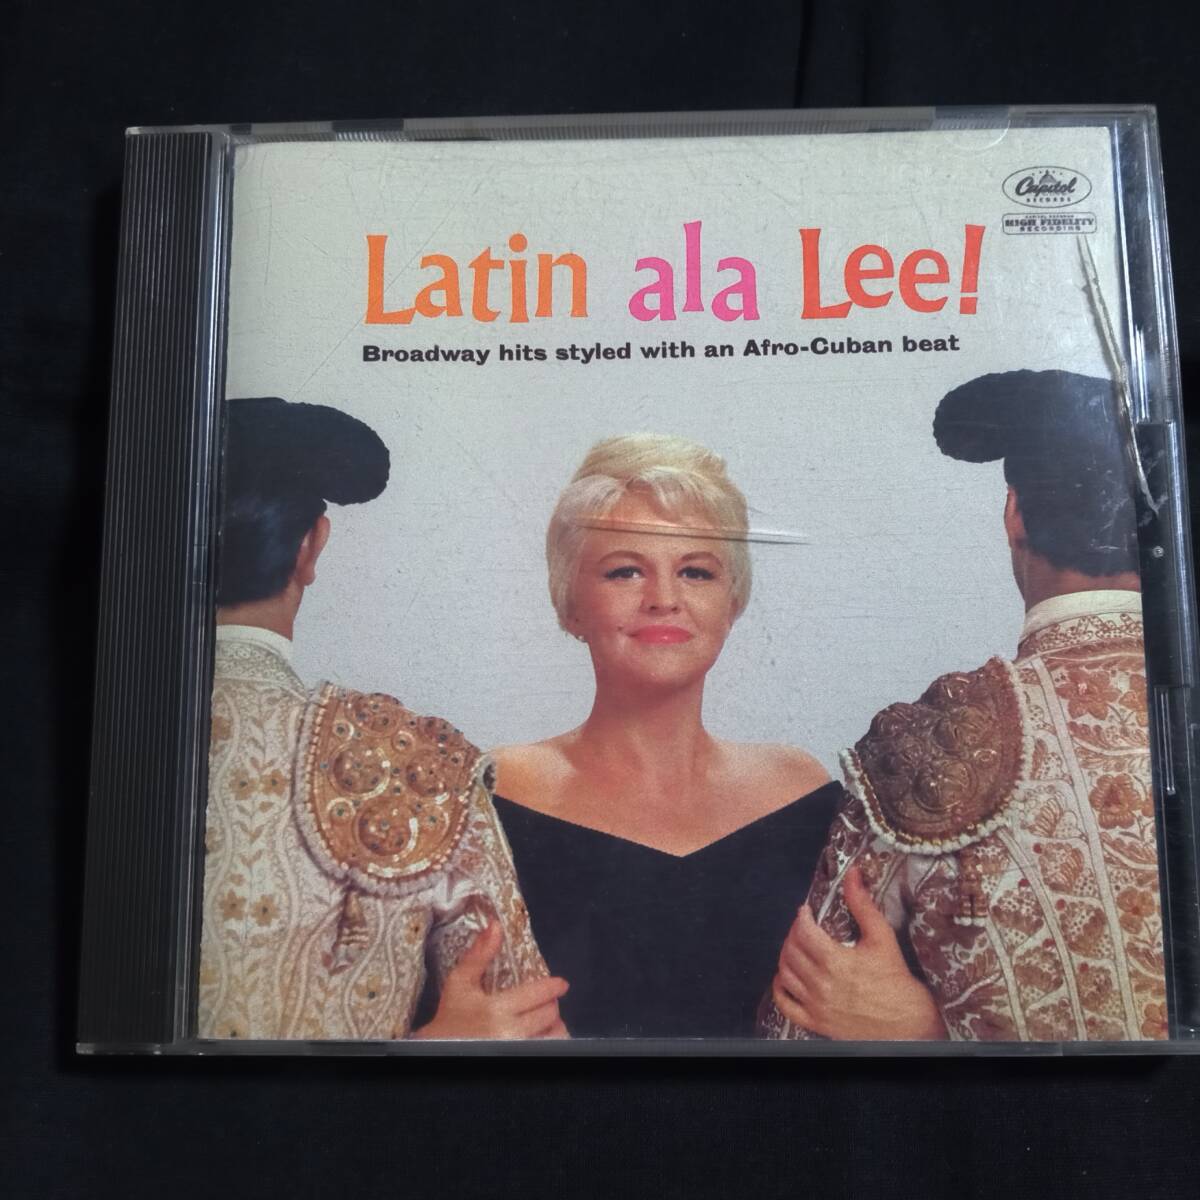 Capitol
RECORDS
HIGH FIDELITY
RECORDING
Latin ala Lee!
Broadway hits styled with an Afro-Cuban beat